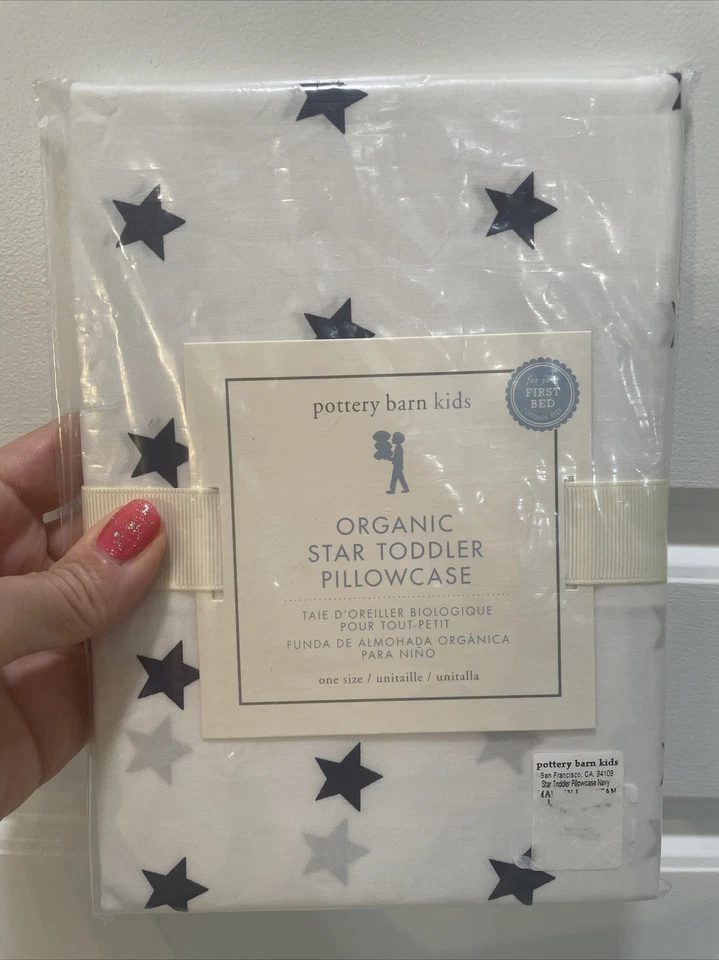 for your
FIRST
BED
TODDLER SIZE
pottery barn kids
ORGANIC
STAR TODDLER
PILLOWCASE
TAIE D'OREILLER BIOLOGIQUE
POUR TOUT-PETIT
FUNDA DE ALMOHADA ORGÁNICA
PARA NIÑO
one size / unitaille / unitalla
pottery barn kids
San Francisco, CA 94109
Star Toddler Pillowcase Navy